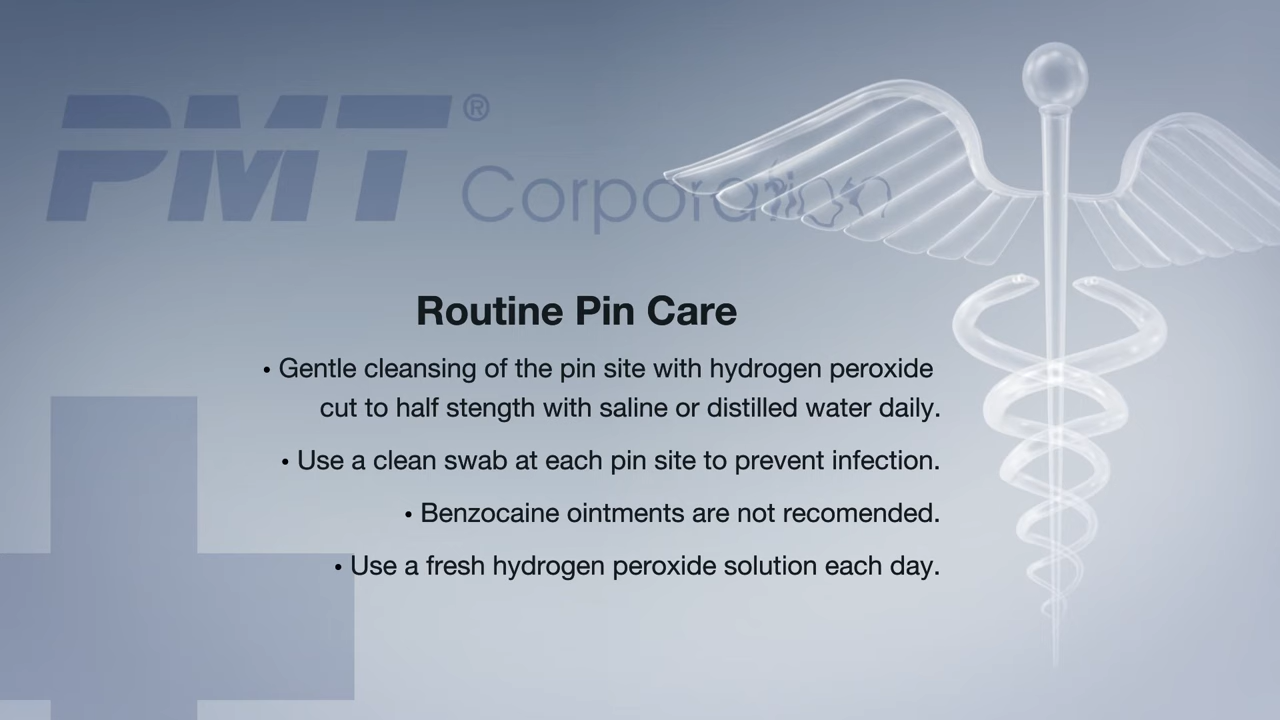 PMT®
Corporation
Routine Pin Care
• Gentle cleansing of the pin site with hydrogen peroxide
cut to half stength with saline or distilled water daily.
• Use a clean swab at each pin site to prevent infection.
• Benzocaine ointments are not recomended.
• Use a fresh hydrogen peroxide solution each day.